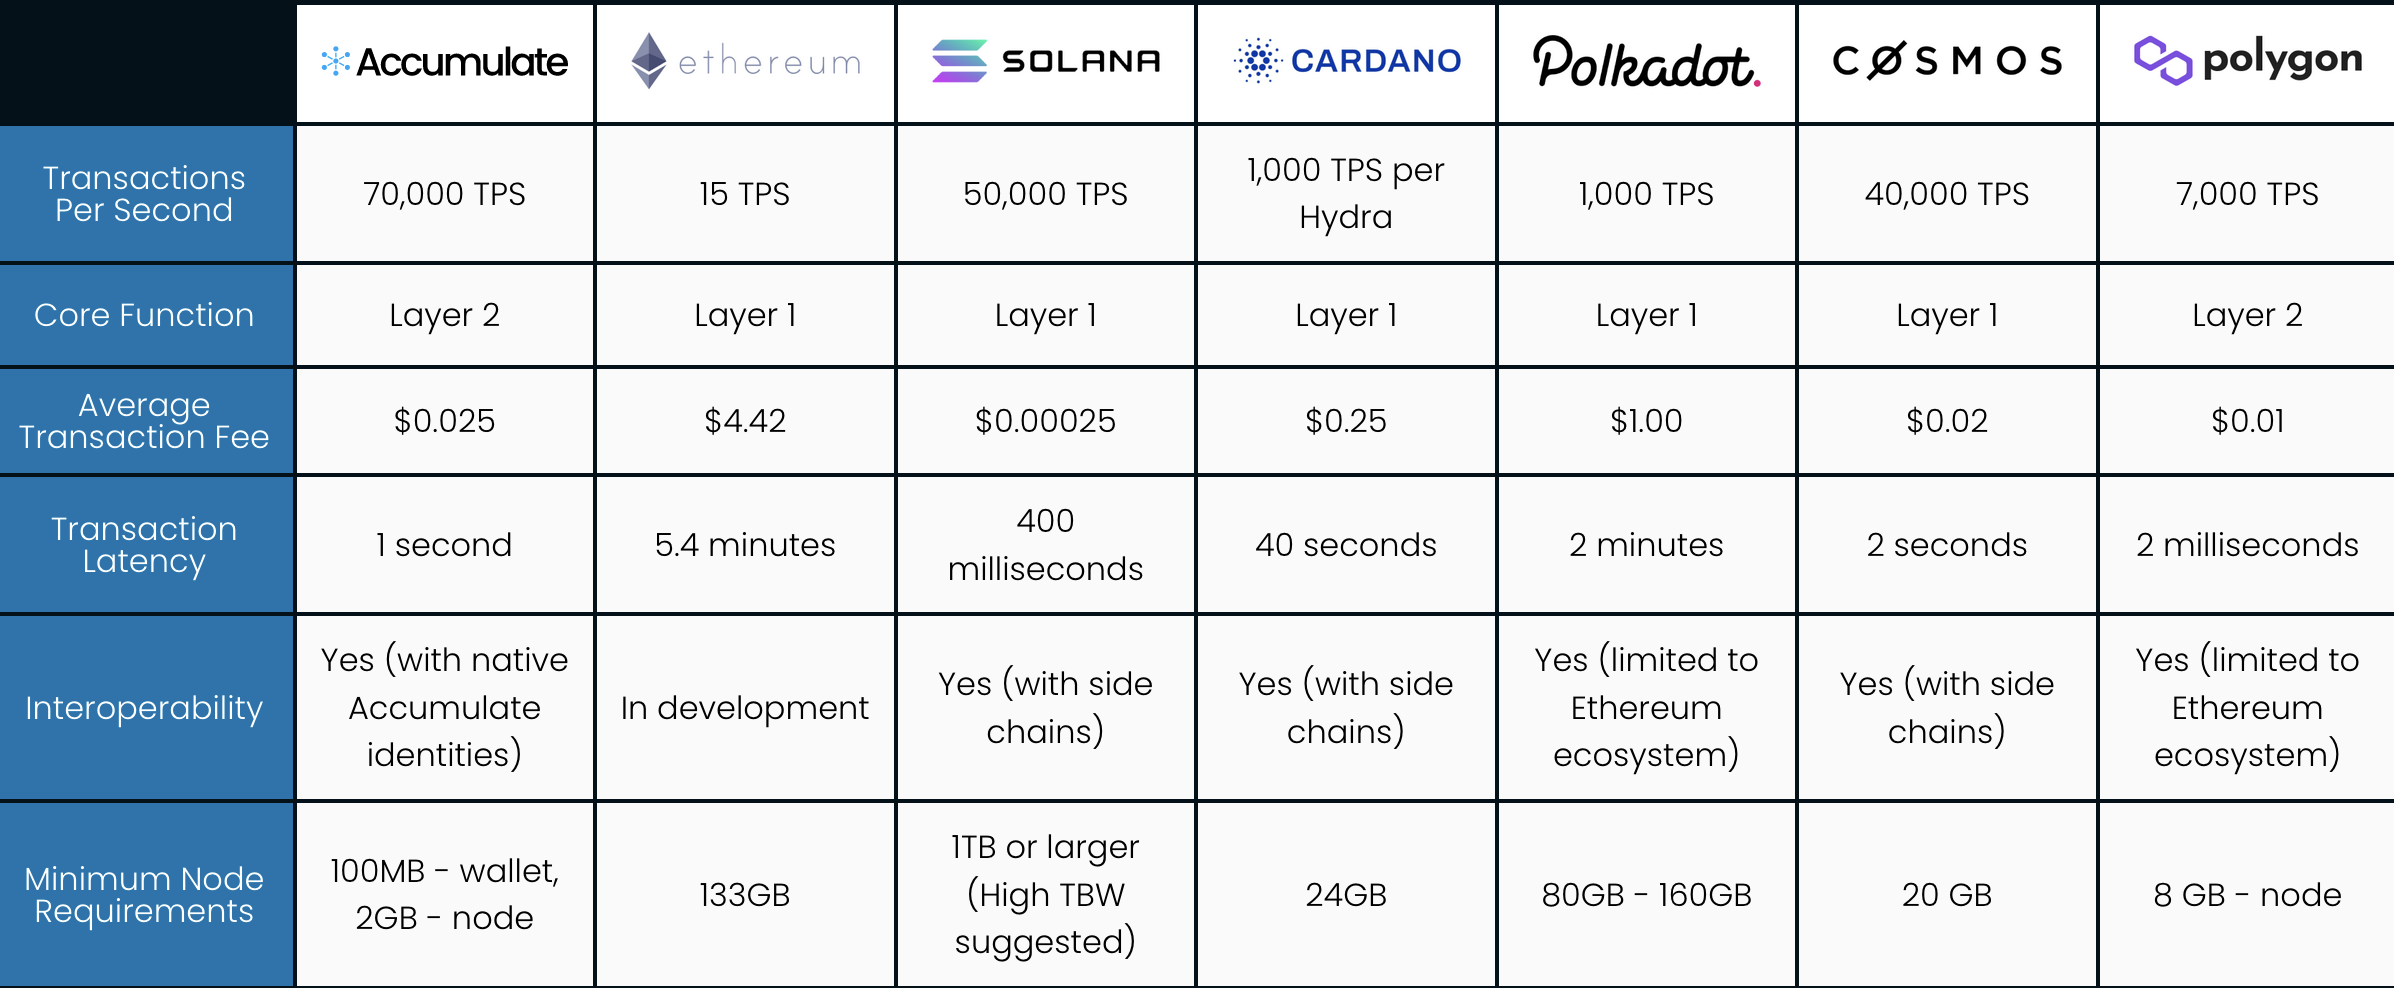 Accumulate
ethereum
SOLANA
CARDANO
Polkadot.
CØSMOS
polygon
Transactions
Per Second
70,000 TPS
15 TPS
50,000 TPS
1,000 TPS per
Hydra
1,000 TPS
40,000 TPS
7,000 TPS
Core Function
Layer 2
Layer 1
Layer 1
Layer 1
Layer 1
Layer 1
Layer 2
Average
Transaction Fee
$0.025
$4.42
$0.00025
$0.25
$1.00
$0.02
$0.01
Transaction
Latency
1 second
5.4 minutes
400
milliseconds
40 seconds
2 minutes
2 seconds
2 milliseconds
Interoperability
Yes (with native
Accumulate
identities)
In development
Yes (with side
chains)
Yes (with side
chains)
Yes (limited to
Ethereum
ecosystem)
Yes (with side
chains)
Yes (limited to
Ethereum
ecosystem)
Minimum Node
Requirements
100MB - wallet,
2GB - node
133GB
1TB or larger
(High TBW
suggested)
24GB
80GB - 160GB
20 GB
8 GB - node